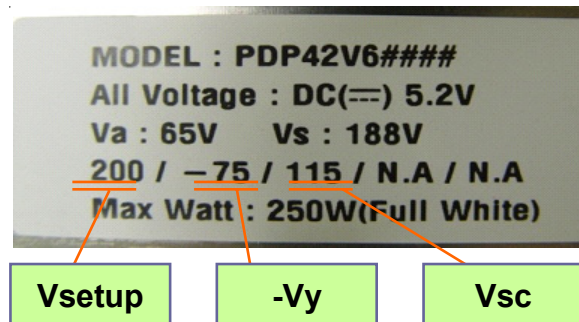 MODEL : PDP42V6####
All Voltage : DC(⎓) 5.2V
Va : 65V Vs : 188V
200 / -75 / 115 / N.A / N.A
Max Watt : 250W(Full White)
Vsetup -Vy Vsc